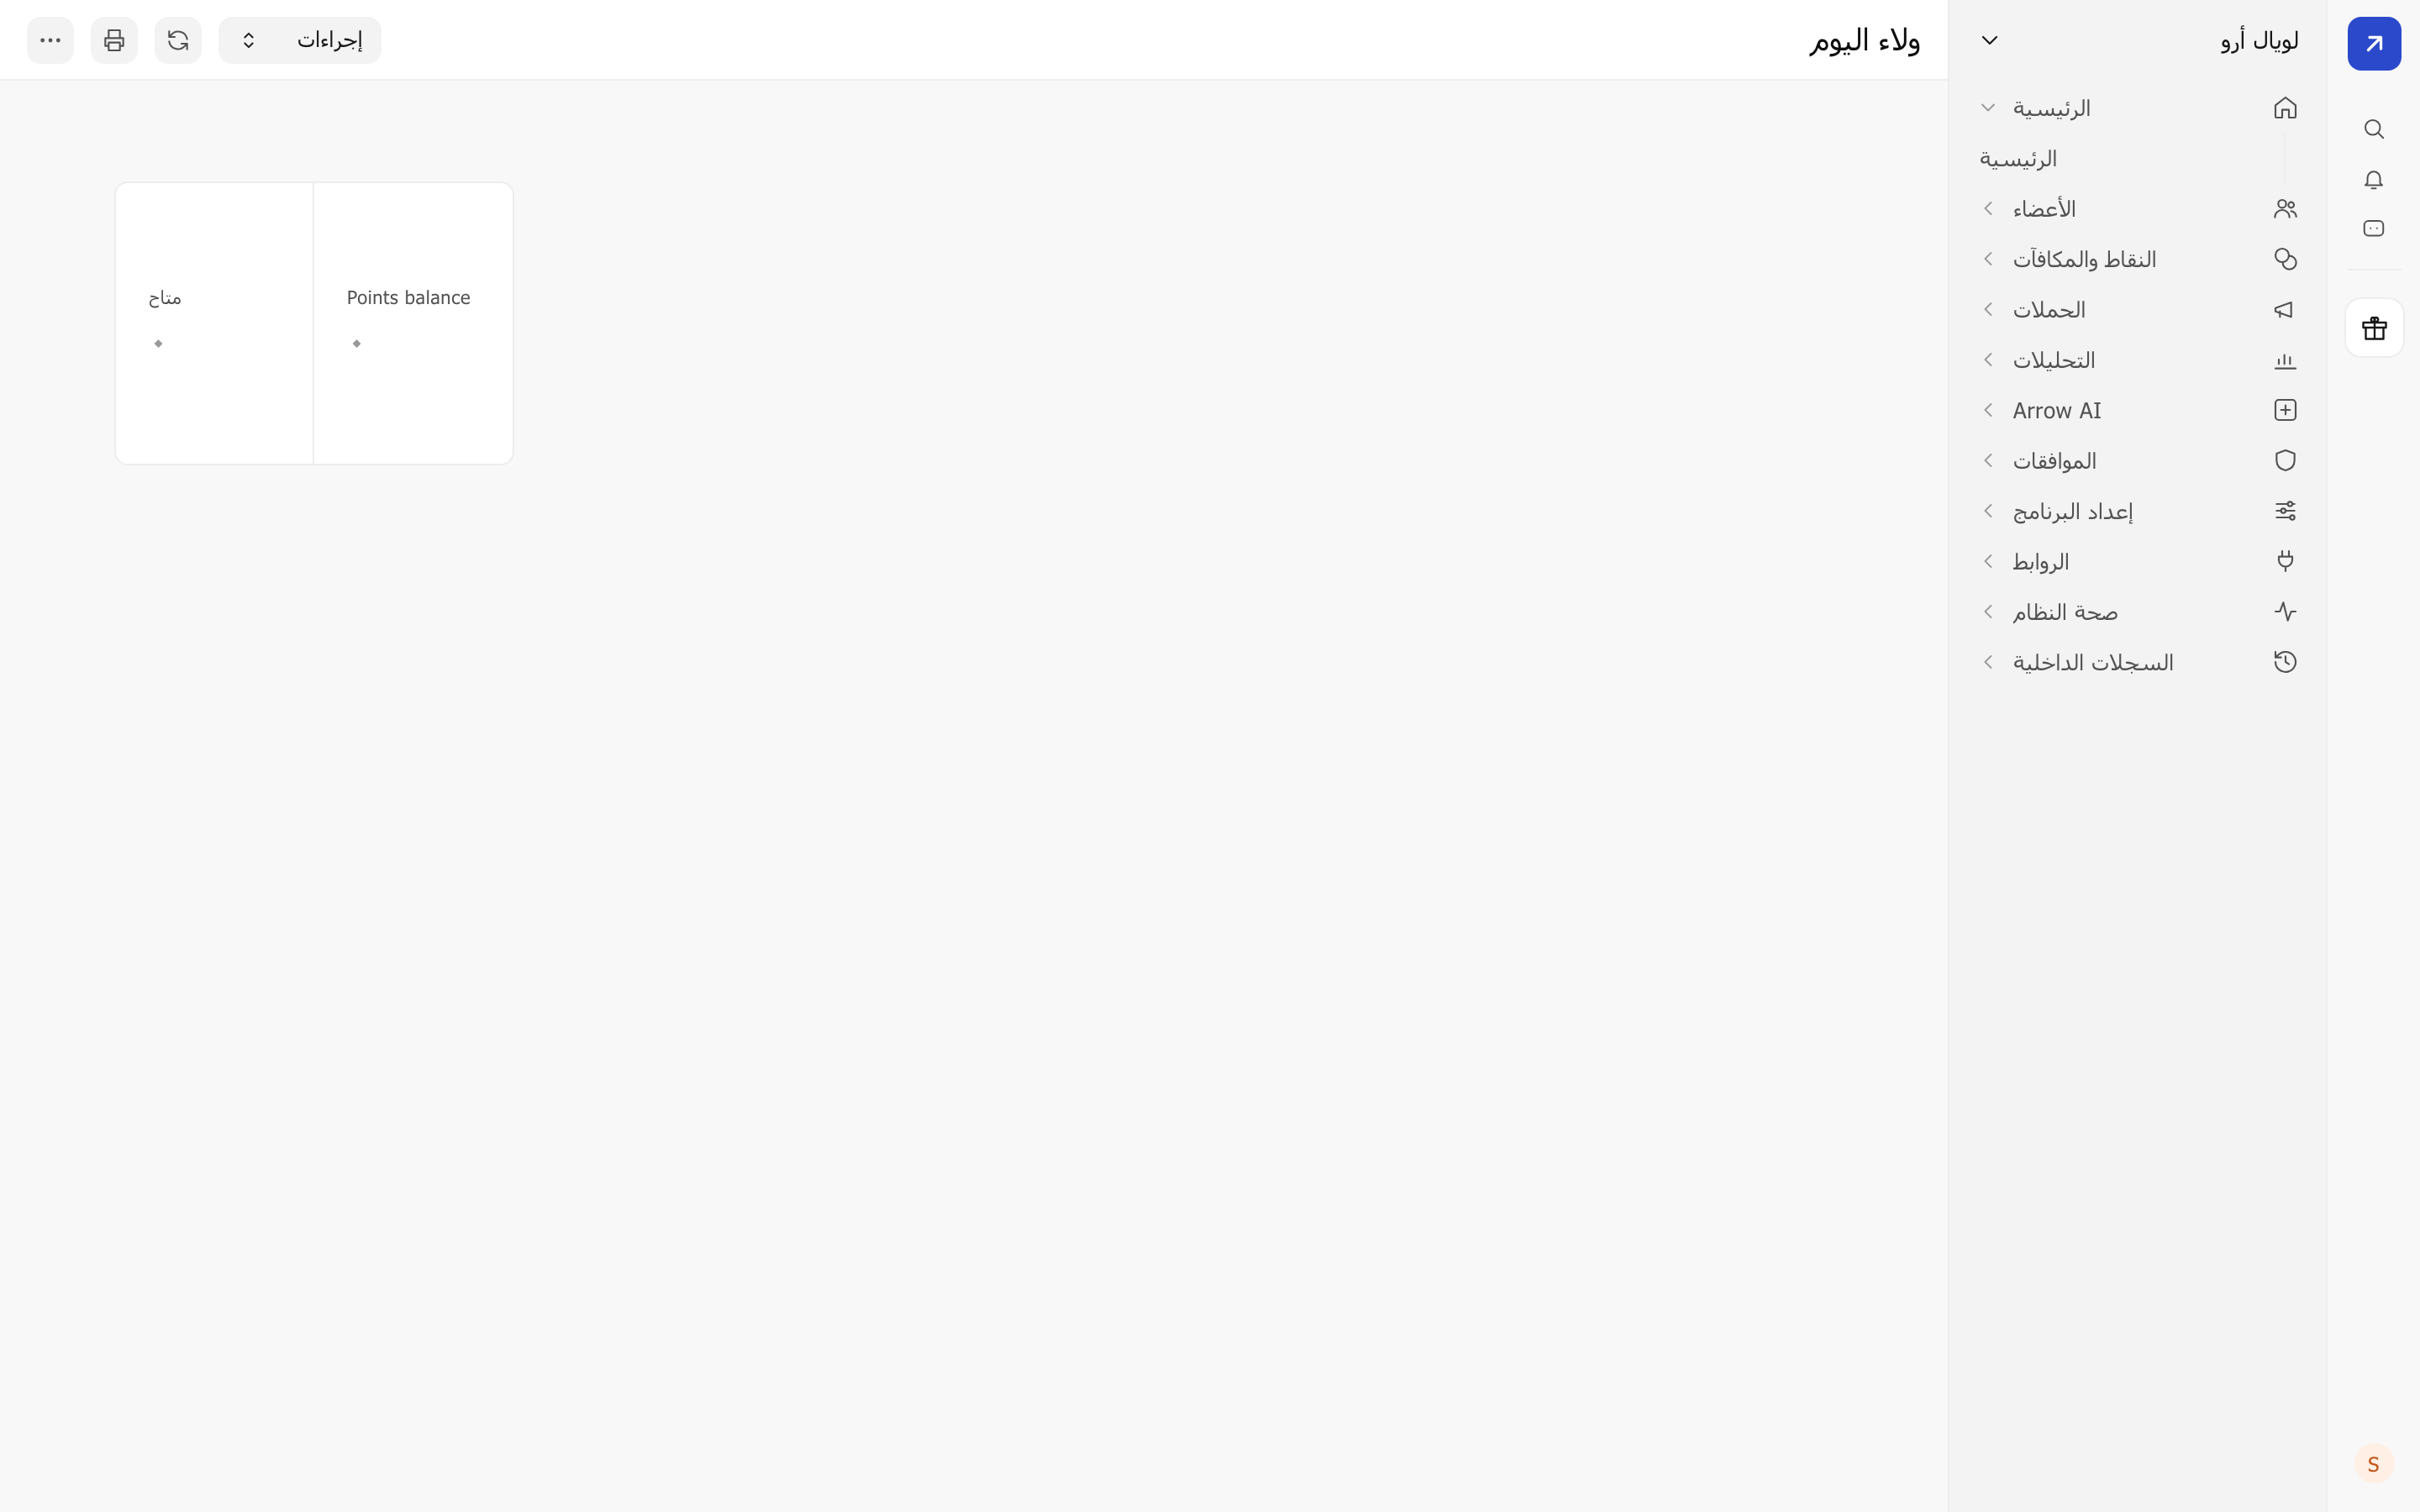 لويال أرو
الرئيسية
الرئيسية
الأعضاء
النقاط والمكافآت
الحملات
التحليلات
Arrow AI
الموافقات
إعداد البرنامج
الروابط
صحة النظام
السجلات الداخلية
S
ولاء اليوم
إجراءات
Points balance
متاح